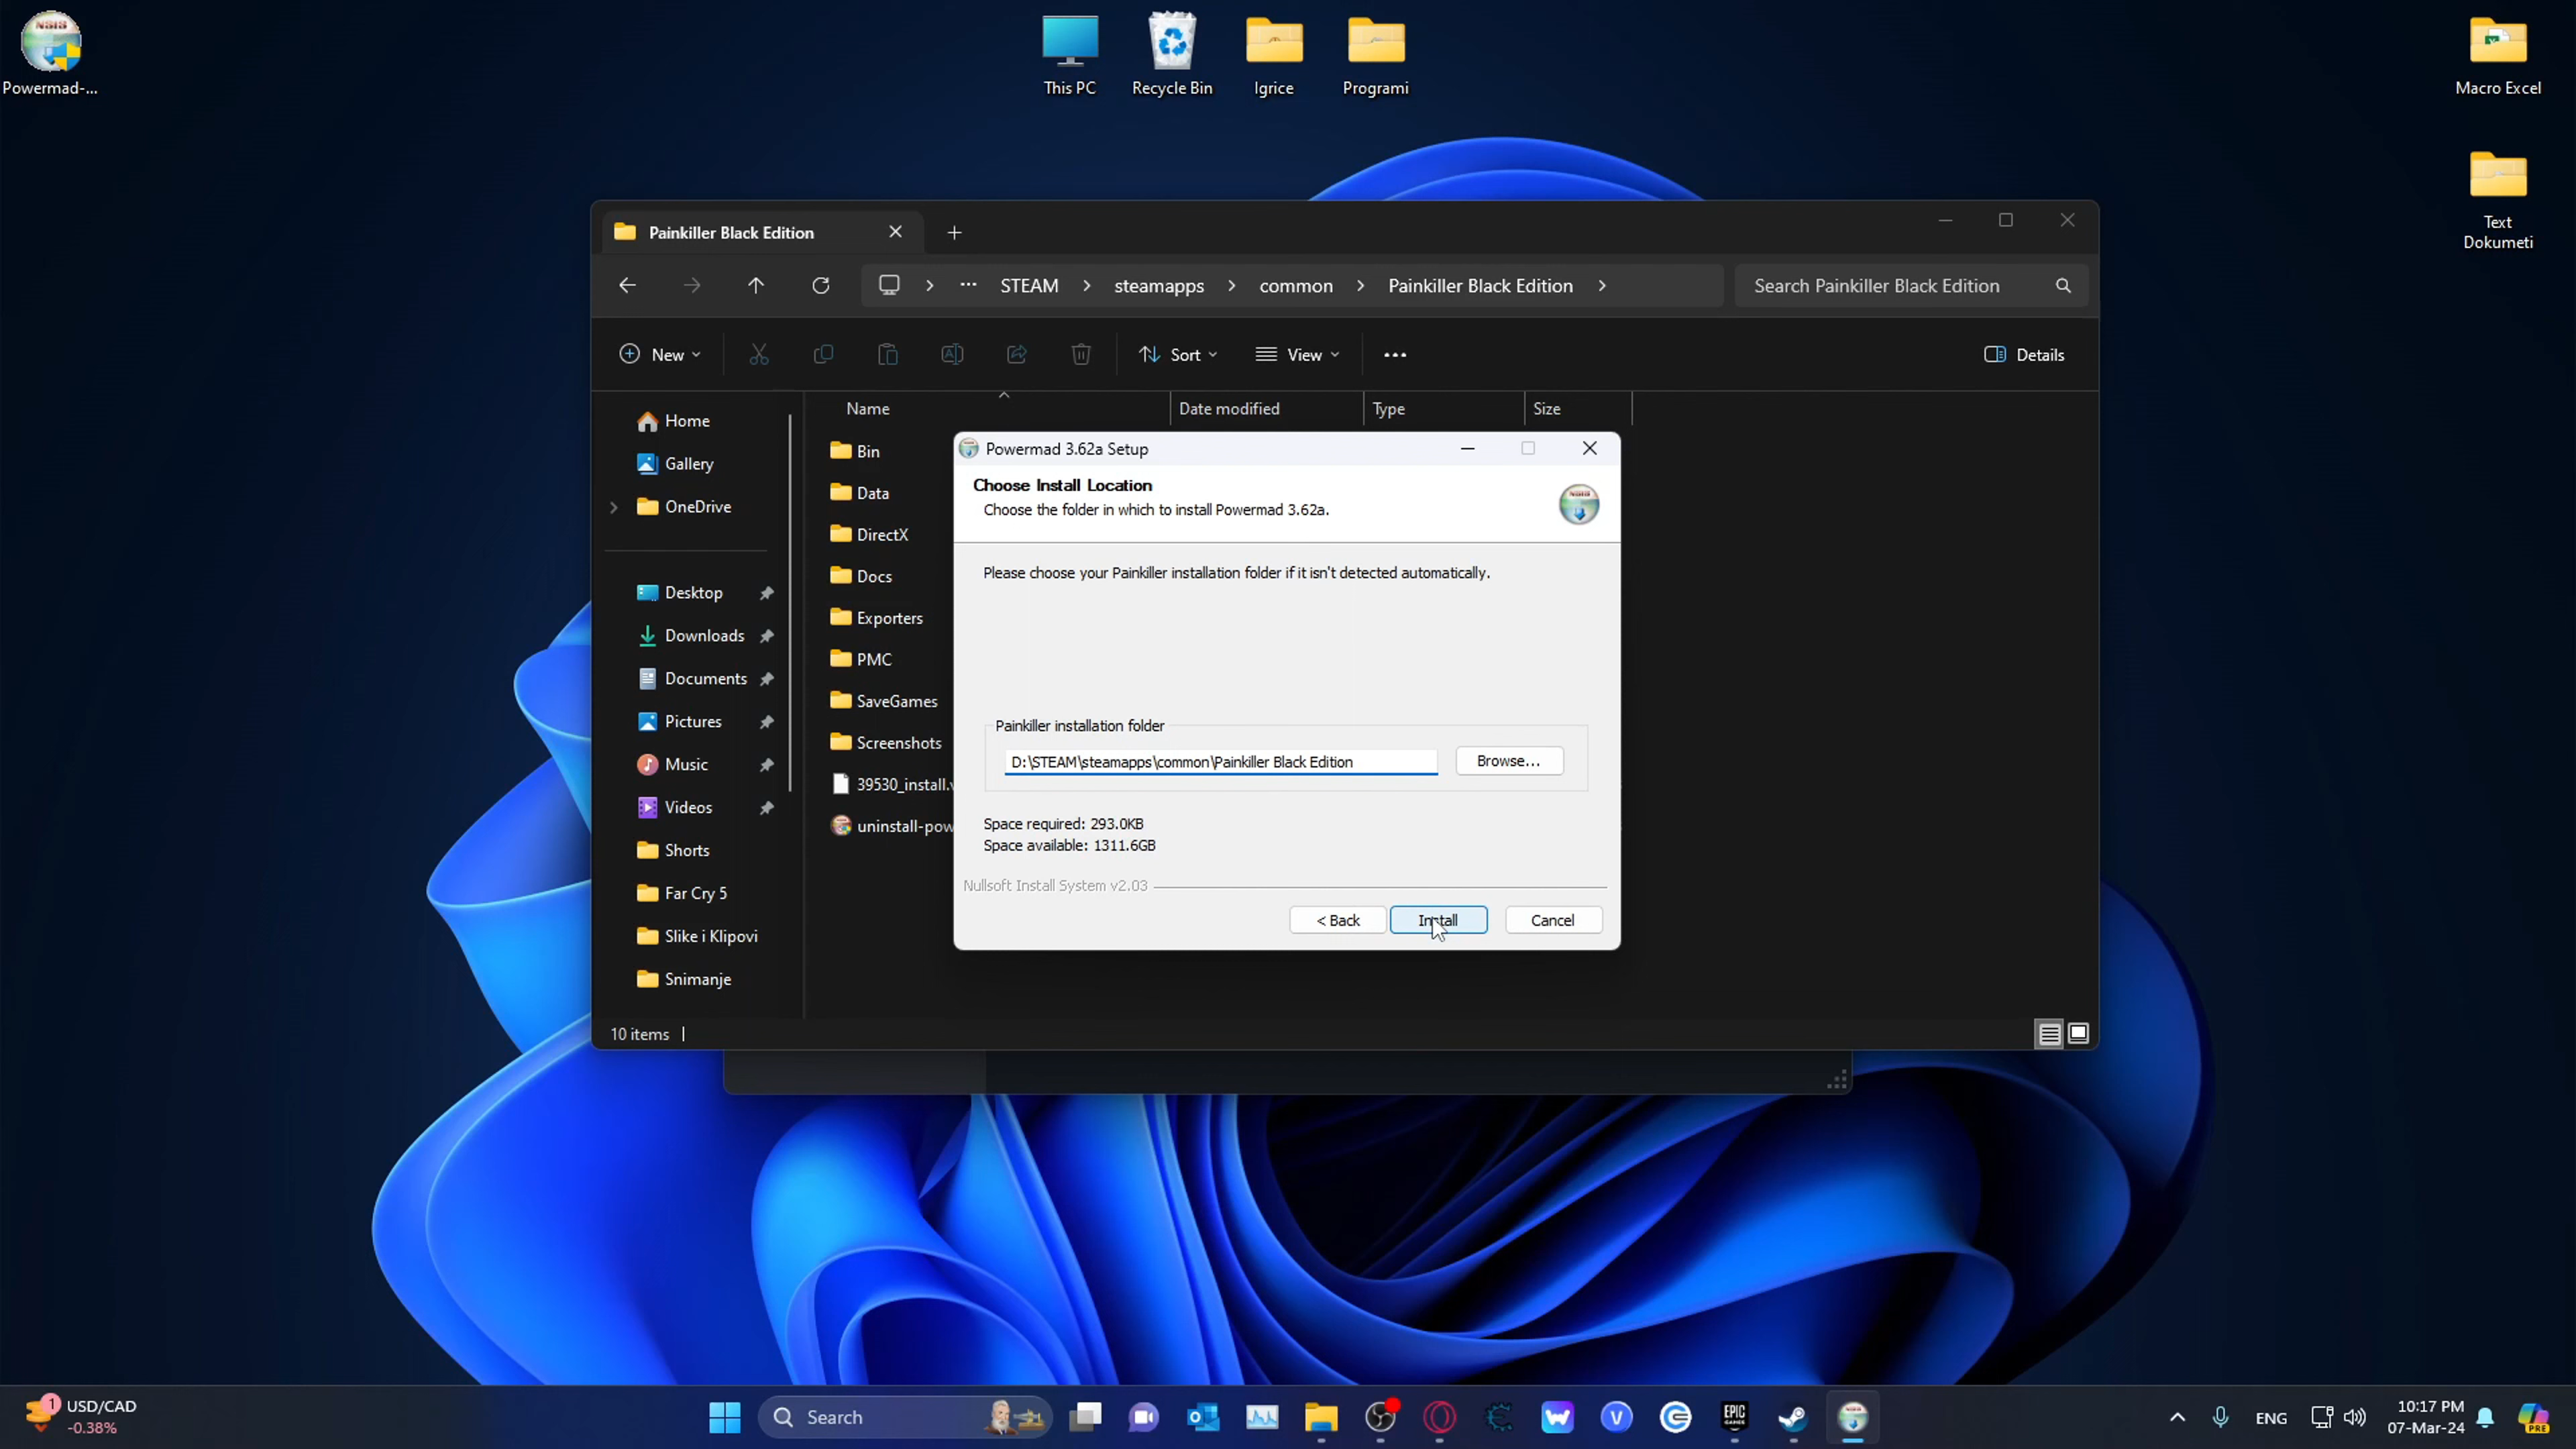 Powermad-...
This PC
Recycle Bin
Igrice
Programi
Macro Excel
Text
Dokumeti
Painkiller Black Edition
STEAM
steamapps
common
Painkiller Black Edition
Search Painkiller Black Edition
New
Sort
View
Details
Home
Gallery
OneDrive
Desktop
Downloads
Documents
Pictures
Music
Videos
Shorts
Far Cry 5
Slike i Klipovi
Snimanje
Name
Date modified
Type
Size
Bin
Data
DirectX
Docs
Exporters
PMC
SaveGames
Screenshots
39530_install.v
uninstall-pow
10 items
Powermad 3.62a Setup
Choose Install Location
Choose the folder in which to install Powermad 3.62a.
NSIS
Please choose your Painkiller installation folder if it isn't detected automatically.
Painkiller installation folder
D:\STEAM\steamapps\common\Painkiller Black Edition
Browse...
Space required: 293.0KB
Space available: 1311.6GB
Nullsoft Install System v2.03
< Back
Install
Cancel
1
USD/CAD
-0.38%
Search
EPIC
GAMES
ENG
10:17 PM
07-Mar-24
PRE